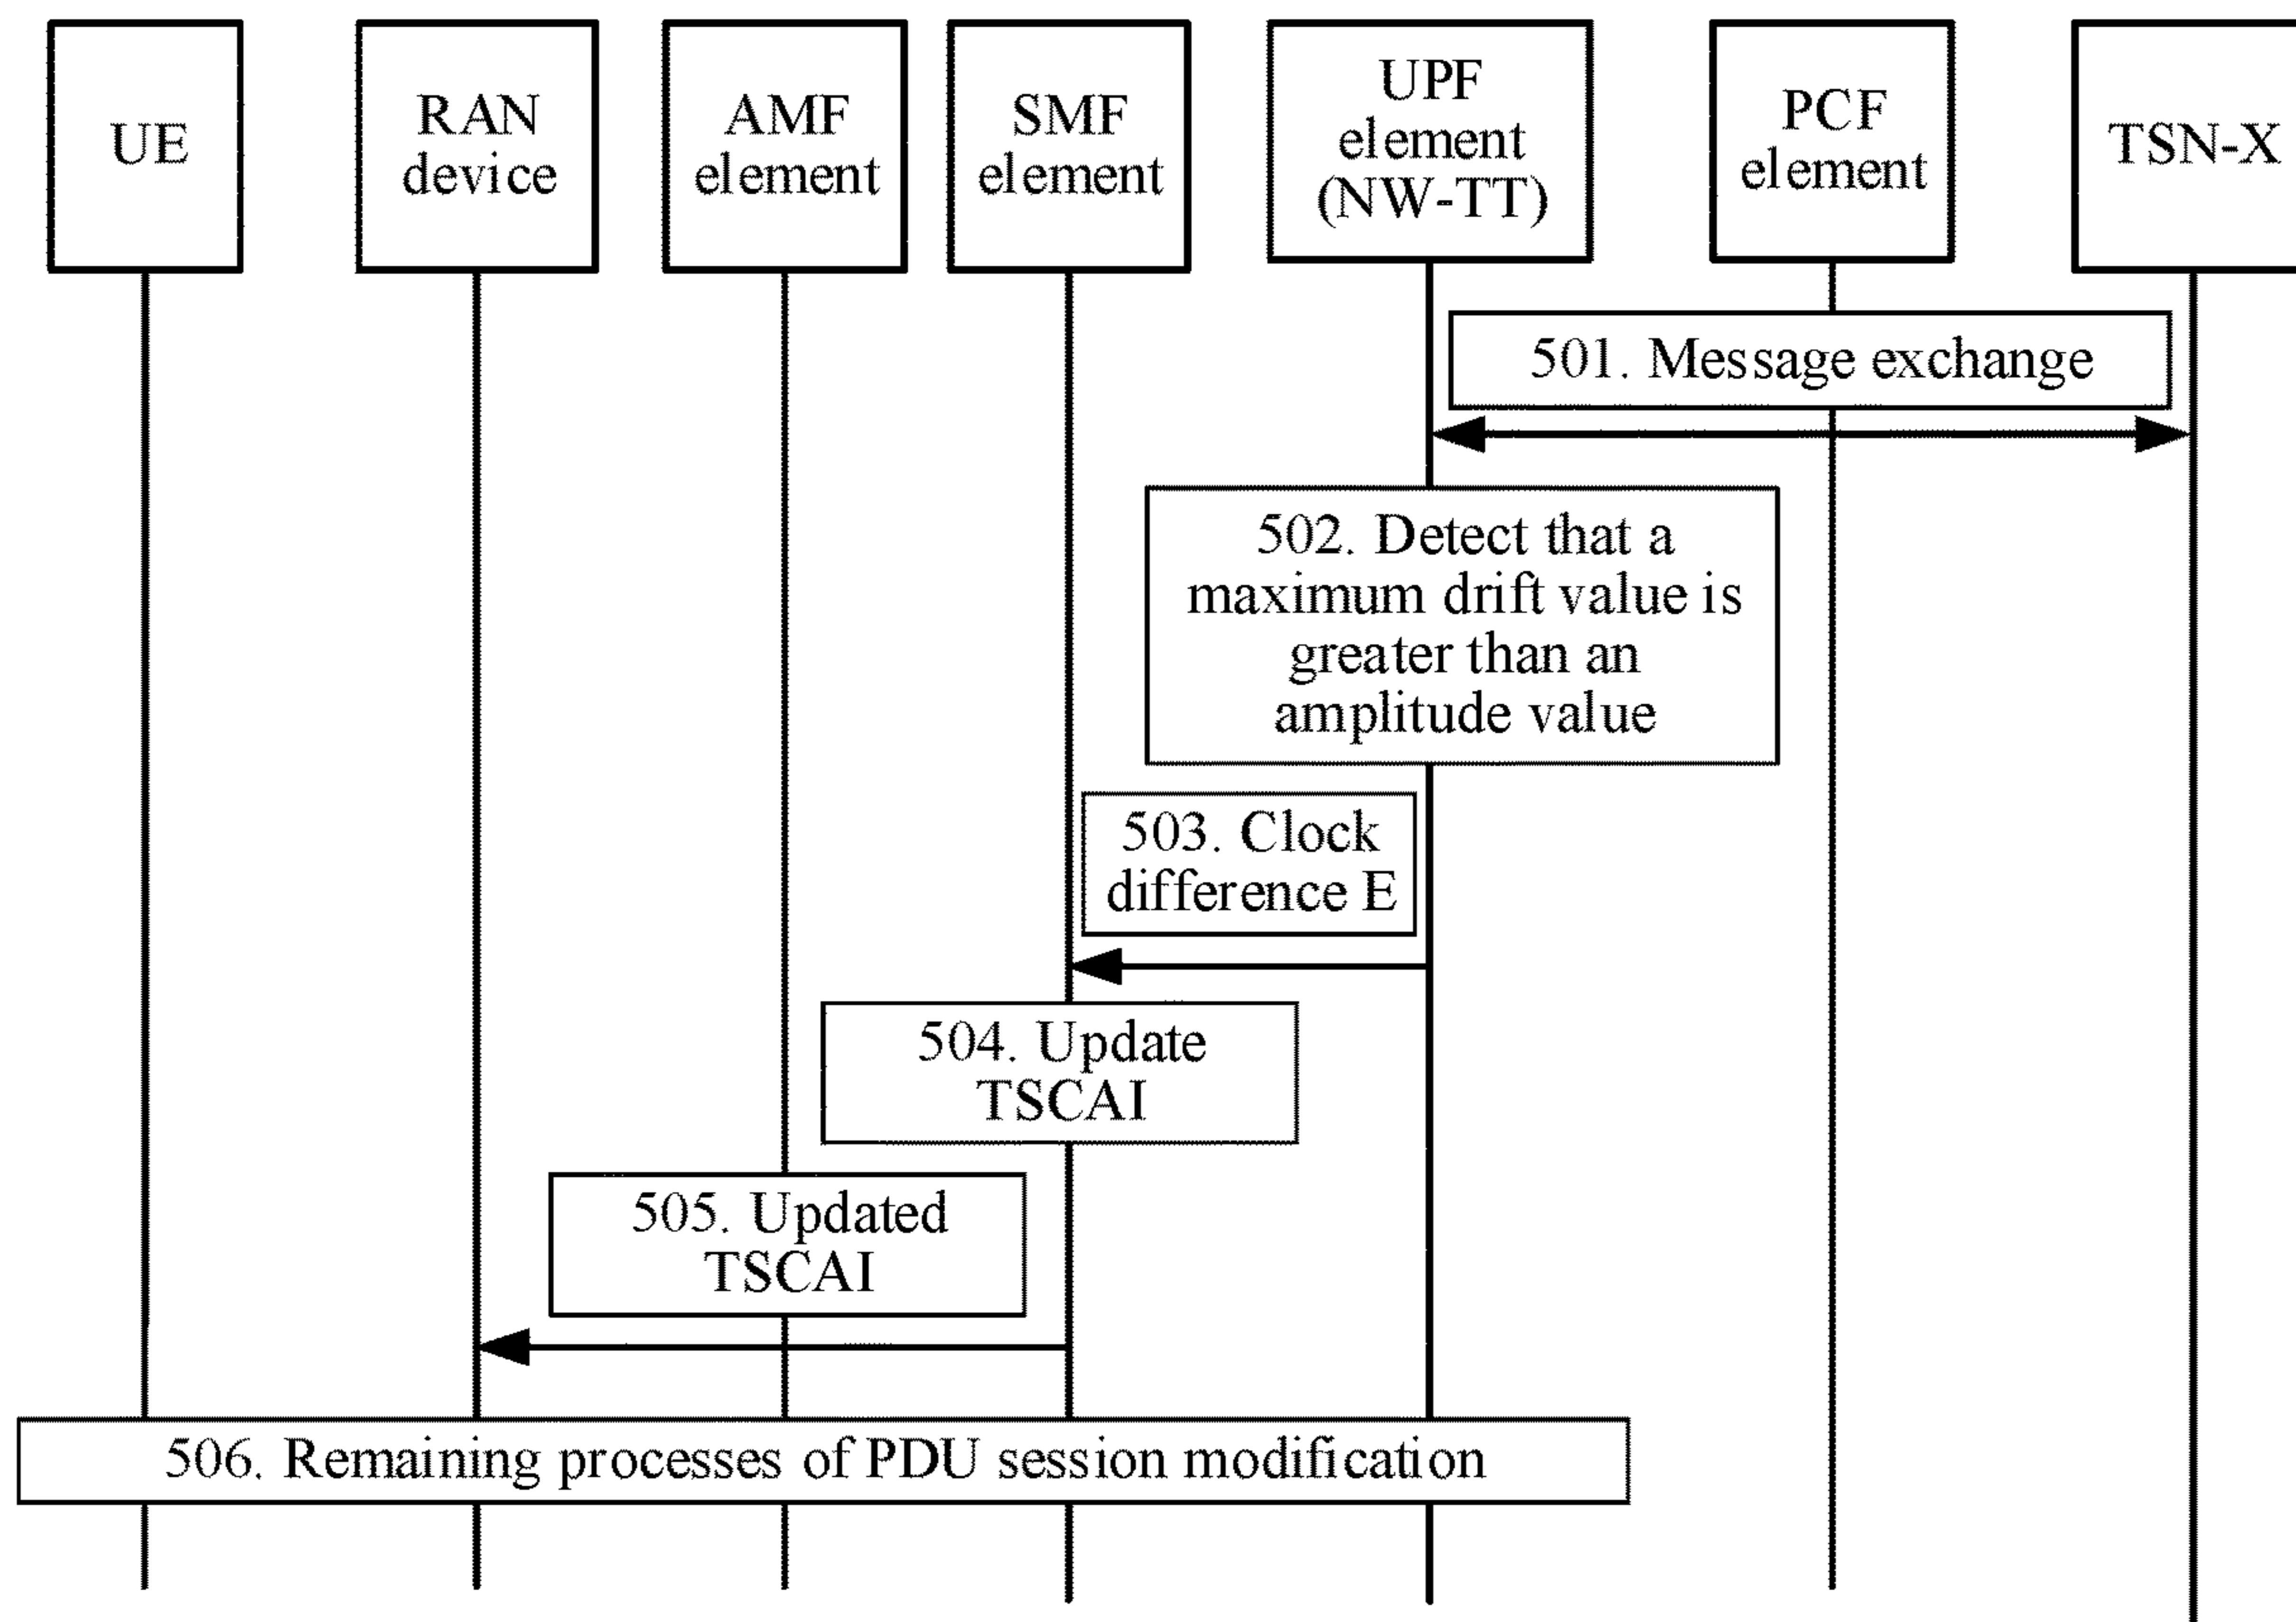 UE
RAN
device
AMF
element
SMF
element
UPF
element
(NW-TT)
PCF
element
TSN-X
501. Message exchange
502. Detect that a
maximum drift value is
greater than an
amplitude value
503. Clock
difference E
504. Update
TSCAI
505. Updated
TSCAI
506. Remaining processes of PDU session modification